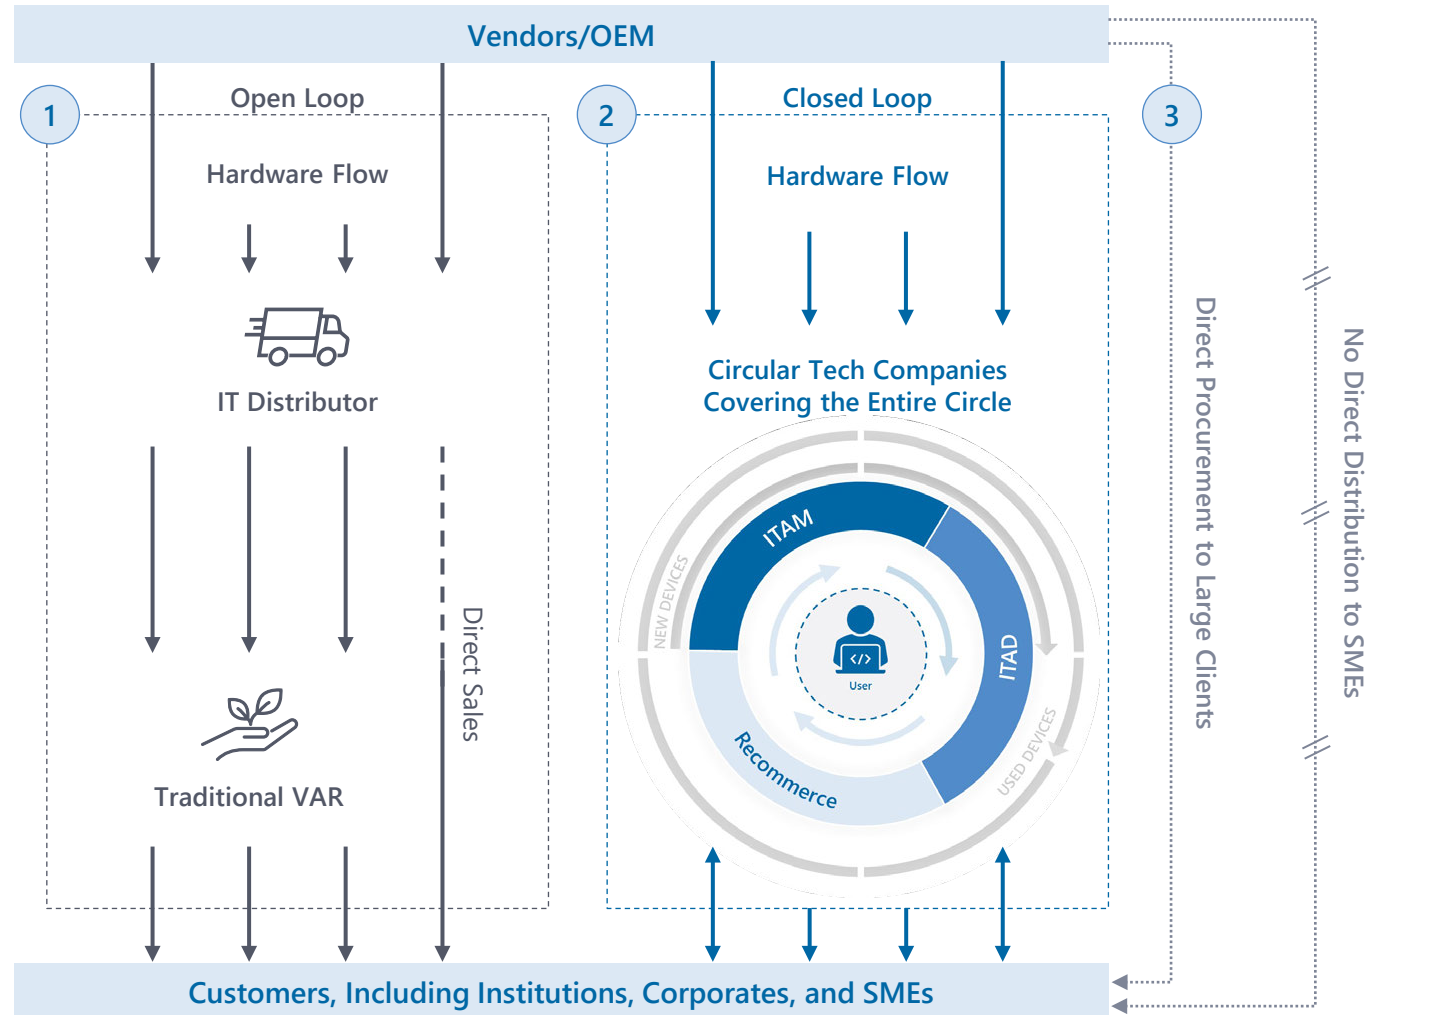 Vendors/OEM
1
Open Loop
Hardware Flow
IT Distributor
Direct Sales
Traditional VAR
2
Closed Loop
Hardware Flow
Circular Tech Companies
Covering the Entire Circle
NEW DEVICES
ITAM
ITAD
</>
User
Recommerce
USED DEVICES
3
Direct Procurement to Large Clients
No Direct Distribution to SMEs
Customers, Including Institutions, Corporates, and SMEs